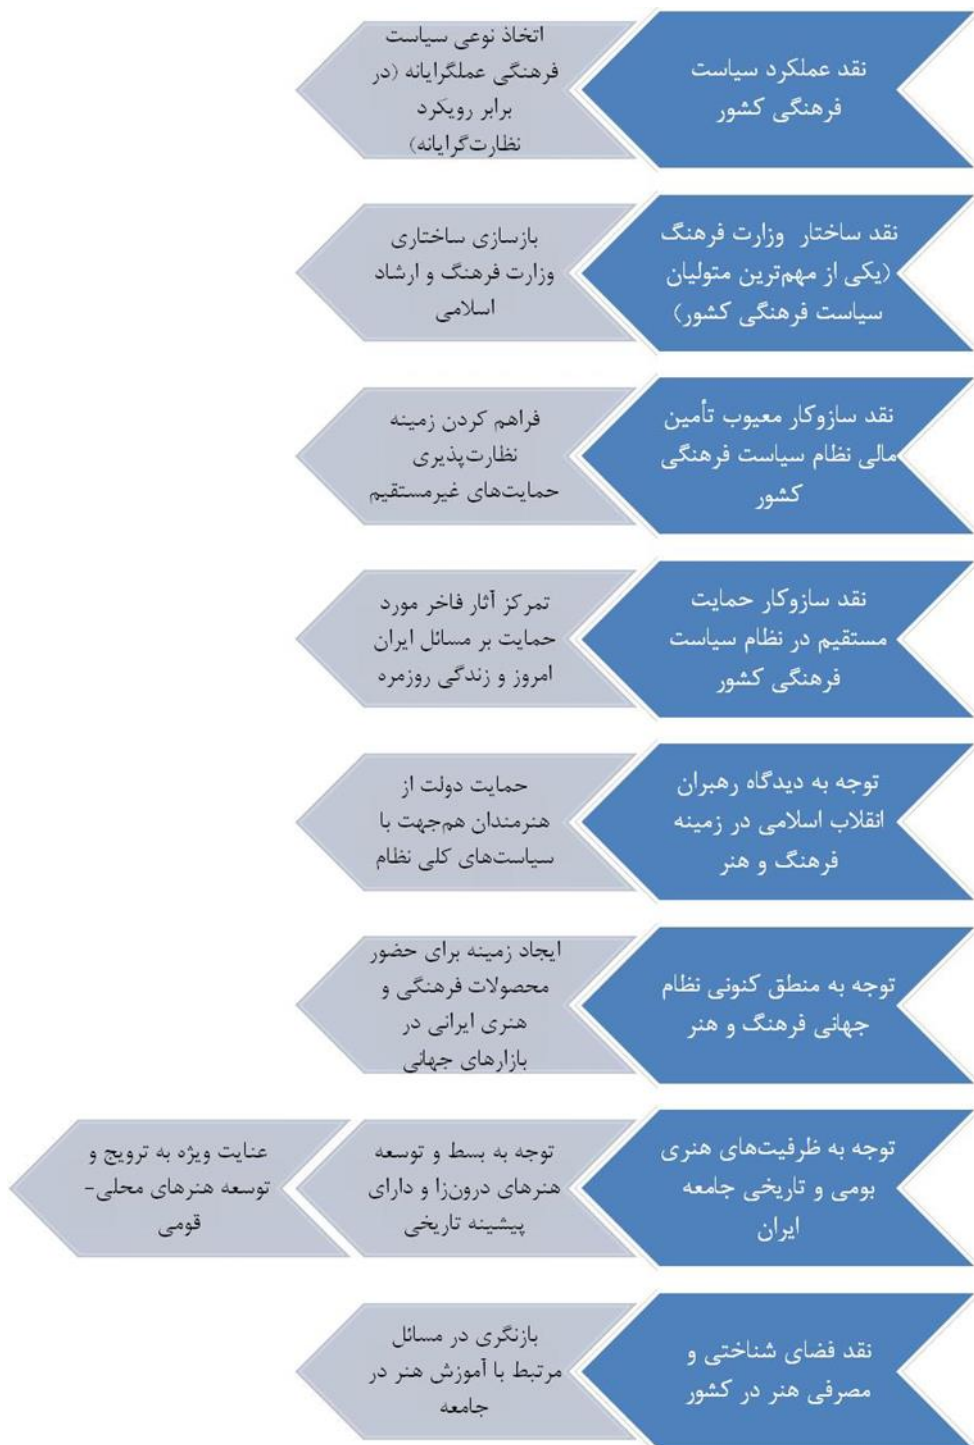 نقد عملکرد سیاست
فرهنگی کشور
اتخاذ نوعی سیاست
فرهنگی عملگرایانه (در
برابر رویکرد
نظارت‌گرایانه)
نقد ساختار وزارت فرهنگ
(یکی از مهم‌ترین متولیان
سیاست فرهنگی کشور)
بازسازی ساختاری
وزارت فرهنگ و ارشاد
اسلامی
نقد سازوکار معیوب تأمین
مالی نظام سیاست فرهنگی
کشور
فراهم کردن زمینه
نظارت‌پذیری
حمایت‌های غیرمستقیم
نقد سازوکار حمایت
مستقیم در نظام سیاست
فرهنگی کشور
تمرکز آثار فاخر مورد
حمایت بر مسائل ایران
امروز و زندگی روزمره
توجه به دیدگاه رهبران
انقلاب اسلامی در زمینه
فرهنگ و هنر
حمایت دولت از
هنرمندان هم‌جهت با
سیاست‌های کلی نظام
توجه به منطق کنونی نظام
جهانی فرهنگ و هنر
ایجاد زمینه برای حضور
محصولات فرهنگی و
هنری ایرانی در
بازارهای جهانی
توجه به ظرفیت‌های هنری
بومی و تاریخی جامعه
ایران
توجه به بسط و توسعه
هنرهای درون‌زا و دارای
پیشینه تاریخی
عنایت ویژه به ترویج و
توسعه هنرهای محلی-
قومی
نقد فضای شناختی و
مصرفی هنر در کشور
بازنگری در مسائل
مرتبط با آموزش هنر در
جامعه